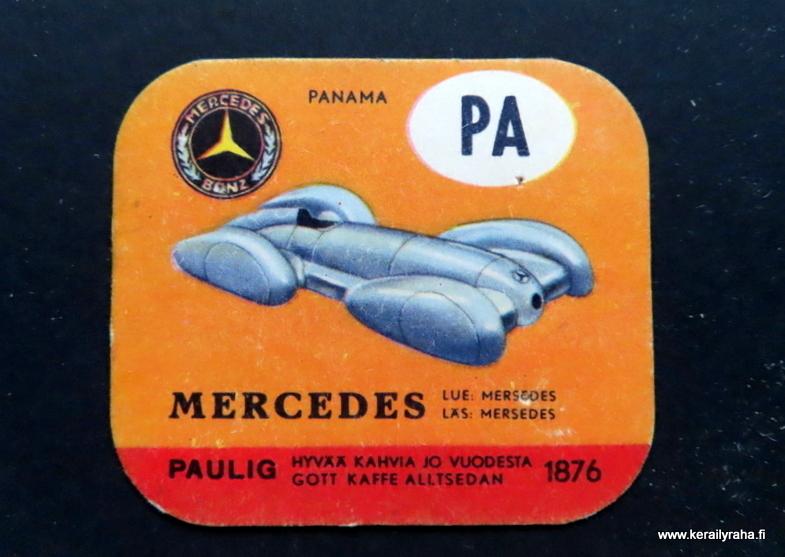 PANAMA
PA
MERCEDES
BENZ
MERCEDES
LUE: MERSEDES
LÄS: MERSEDES
PAULIG
HYVÄÄ KAHVIA JO VUODESTA
GOTT KAFFE ALLTSEDAN
1876
www.kerailyraha.fi